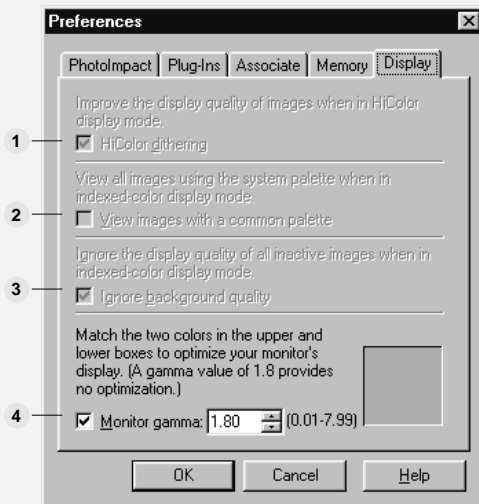 Preferences
PhotoImpact Plug-Ins Associate Memory Display
Improve the display quality of images when in HiColor
display mode.
1 HiColor dithering
View all images using the system palette when in
indexed-color display mode.
2 View images with a common palette
Ignore the display quality of all inactive images when in
indexed-color display mode.
3 Ignore background quality
Match the two colors in the upper and
lower boxes to optimize your monitor's
display. (A gamma value of 1.8 provides
no optimization.)
4 Monitor gamma: 1.80 (0.01-7.99)
OK Cancel Help